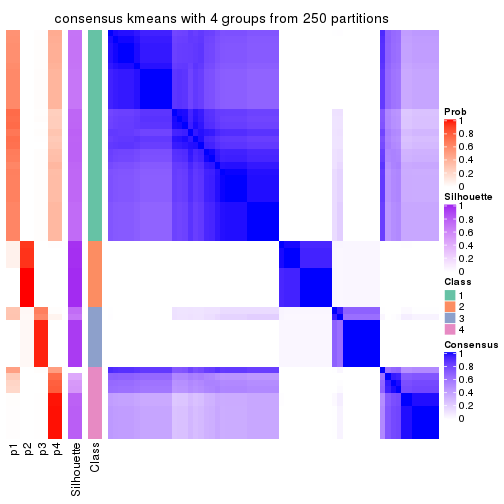 consensus kmeans with 4 groups from 250 partitions
Prob
1
0.8
0.6
0.4
0.2
0
Silhouette
1
0.8
0.6
0.4
0.2
0
Class
1
2
3
4
Consensus
1
0.8
0.6
0.4
0.2
0
p1
p2
p3
p4
Silhouette
Class